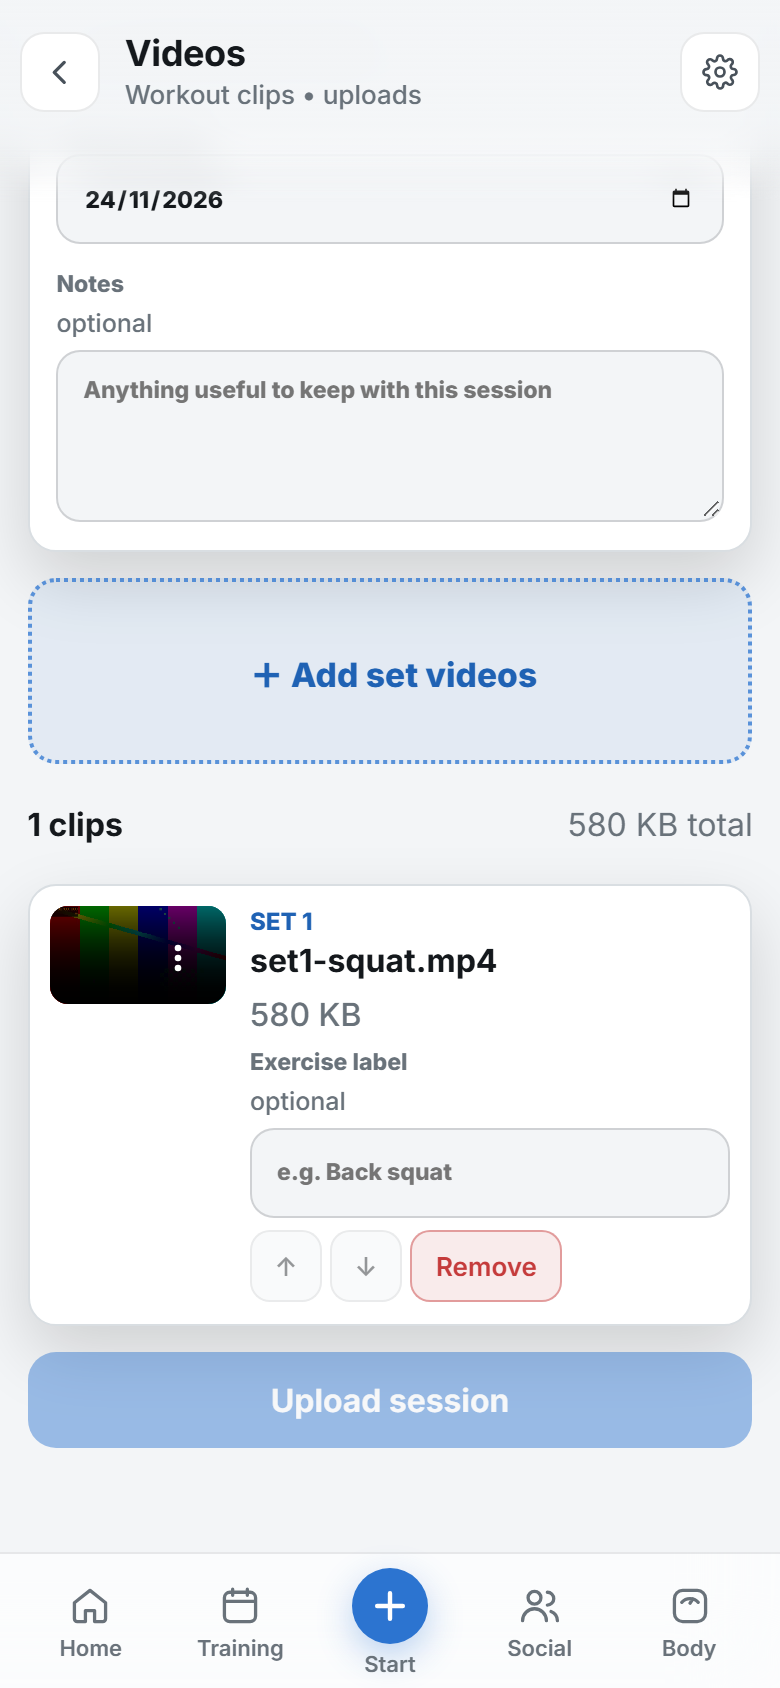 Videos
Workout clips • uploads
24/11/2026
Notes
optional
Anything useful to keep with this session
+ Add set videos
1 clips
580 KB total
SET 1
set1-squat.mp4
580 KB
Exercise label
optional
e.g. Back squat
↑ ↓ Remove
Upload session
Home
Training
Start
Social
Body